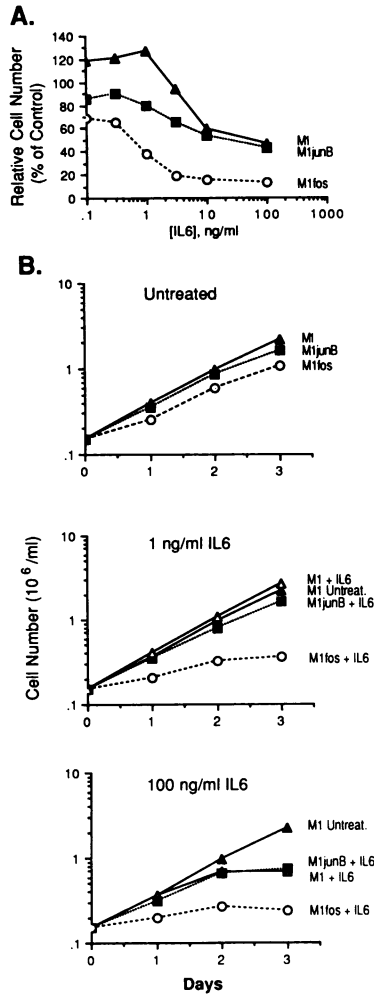 A.
Relative Cell Number
(% of Control)
140
120
100
80
60
40
20
0
M1
M1junB
M1fos
.1
1
10
100
1000
[IL6], ng/ml
B.
Cell Number (10 6 /ml)
Untreated
10
1
.1
M1
M1junB
M1fos
0
1
2
3
1 ng/ml IL6
10
1
.1
M1 + IL6
M1 Untreat.
M1junB + IL6
M1fos + IL6
0
1
2
3
100 ng/ml IL6
10
1
.1
M1 Untreat.
M1junB + IL6
M1 + IL6
M1fos + IL6
0
1
2
3
Days